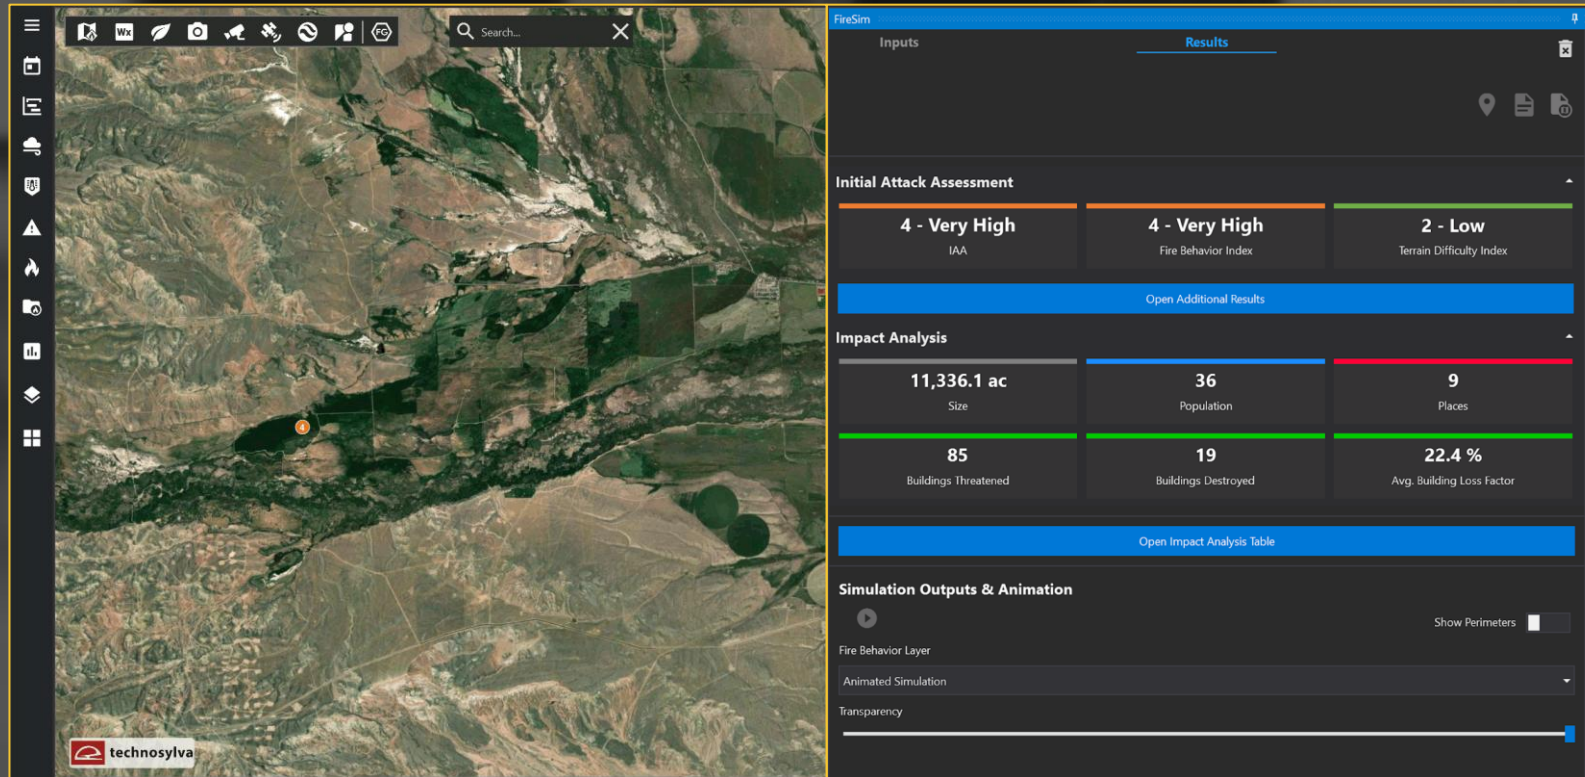 Wx
FG
Search...
4
technosylva
FireSim
Inputs
Results
Initial Attack Assessment
4 - Very High
IAA
4 - Very High
Fire Behavior Index
2 - Low
Terrain Difficulty Index
Open Additional Results
Impact Analysis
11,336.1 ac
Size
36
Population
9
Places
85
Buildings Threatened
19
Buildings Destroyed
22.4 %
Avg. Building Loss Factor
Open Impact Analysis Table
Simulation Outputs & Animation
Show Perimeters
Fire Behavior Layer
Animated Simulation
Transparency